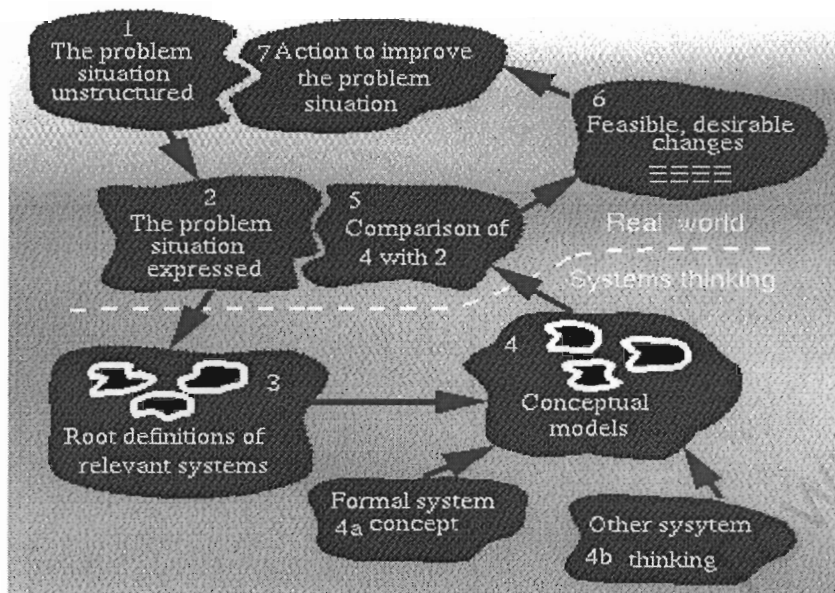 1
The problem
situation
unstructured
7 Action to improve
the problem
situation
6
Feasible, desirable
changes
2
The problem
situation
expressed
5
Comparison of
4 with 2
Real world
Systems thinking
3
Root definitions of
relevant systems
4
Conceptual
models
Formal system
4a concept
Other sysytem
4b thinking